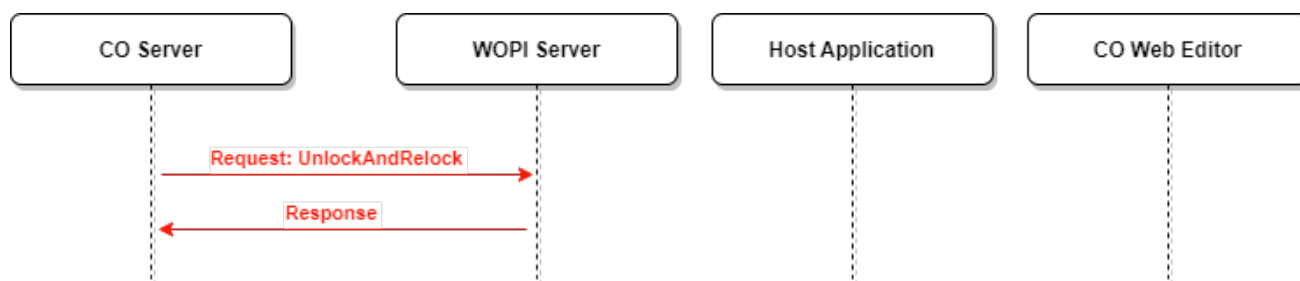 CO Server
WOPI Server
Host Application
CO Web Editor
Request: UnlockAndRelock
Response